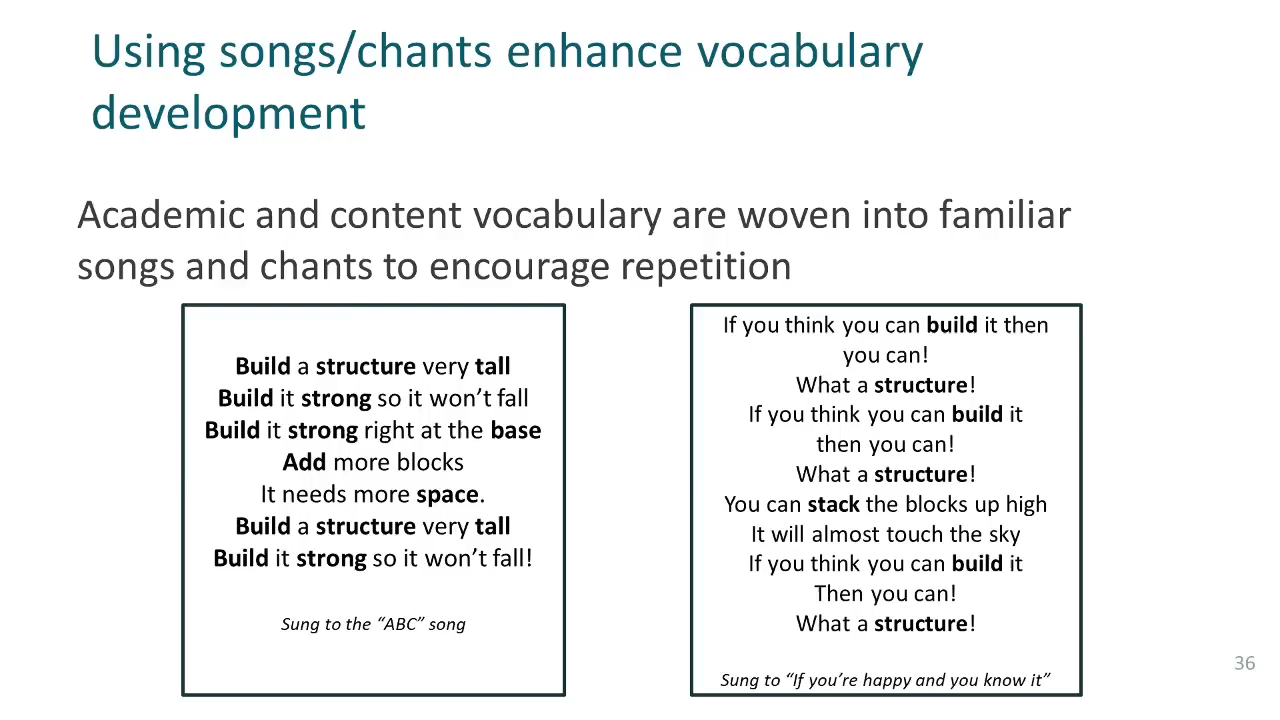 Using songs/chants enhance vocabulary
development
Academic and content vocabulary are woven into familiar
songs and chants to encourage repetition
Build a structure very tall
Build it strong so it won’t fall
Build it strong right at the base
Add more blocks
It needs more space.
Build a structure very tall
Build it strong so it won’t fall!
Sung to the “ABC” song
If you think you can build it then
you can!
What a structure!
If you think you can build it
then you can!
What a structure!
You can stack the blocks up high
It will almost touch the sky
If you think you can build it
Then you can!
What a structure!
Sung to “If you’re happy and you know it”
36